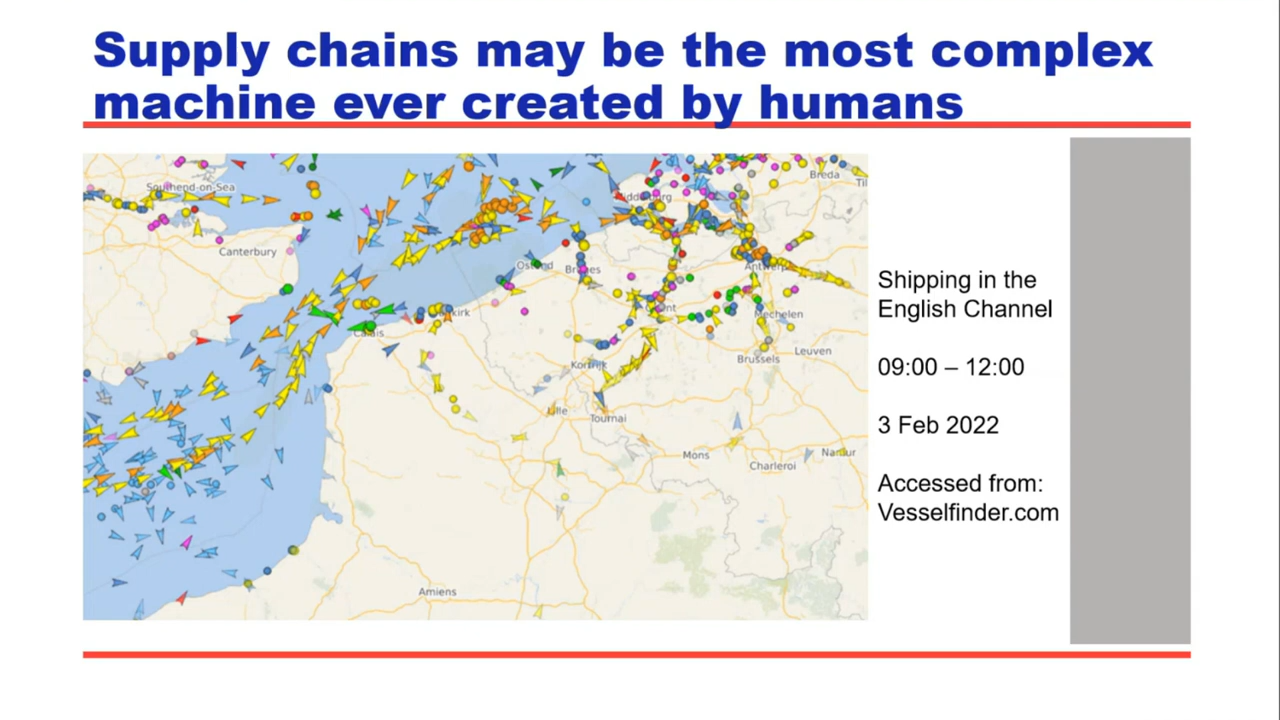 Supply chains may be the most complex
machine ever created by humans
Southend-on-Sea
Breda
Canterbury
Ostend
Bruges
Antwerp
Mechelen
Calais
Leuven
Brussels
Kortrijk
Lille
Tournai
Mons
Charleroi
Namur
Amiens
Shipping in the
English Channel
09:00 – 12:00
3 Feb 2022
Accessed from:
Vesselfinder.com